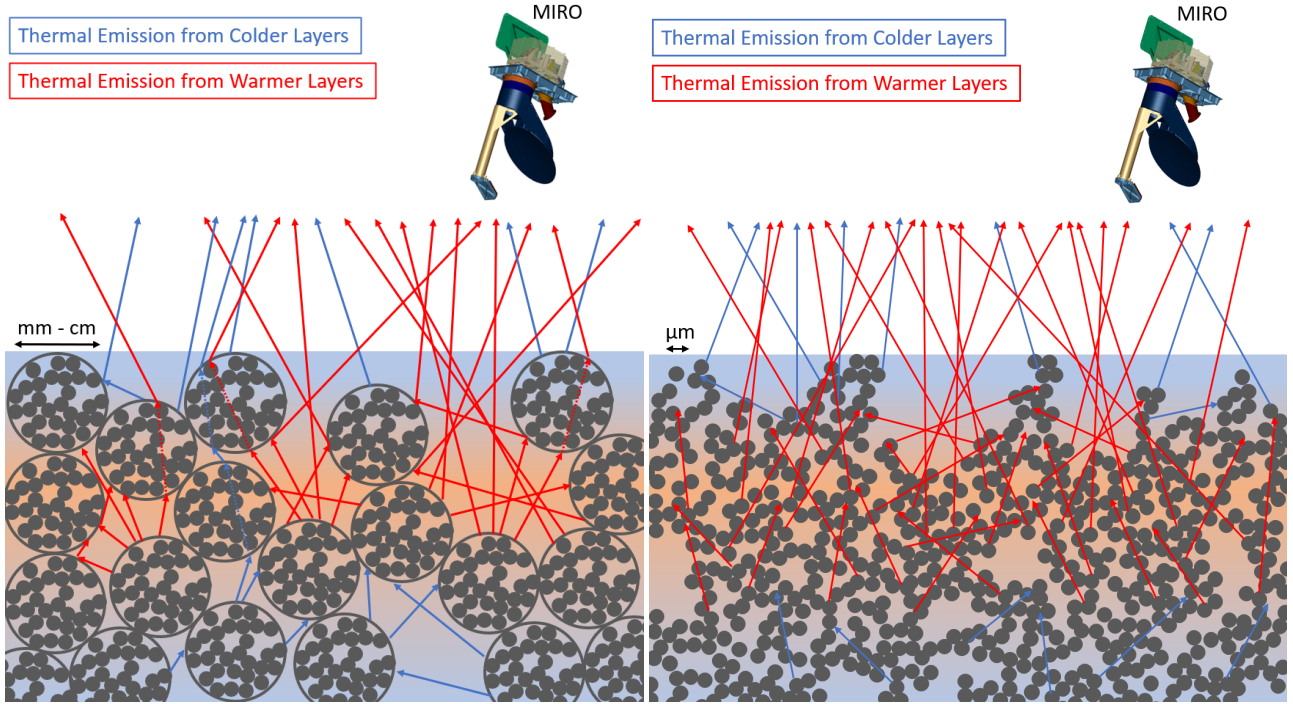 MIRO
Thermal Emission from Colder Layers
Thermal Emission from Warmer Layers
mm - cm
MIRO
Thermal Emission from Colder Layers
Thermal Emission from Warmer Layers
µm